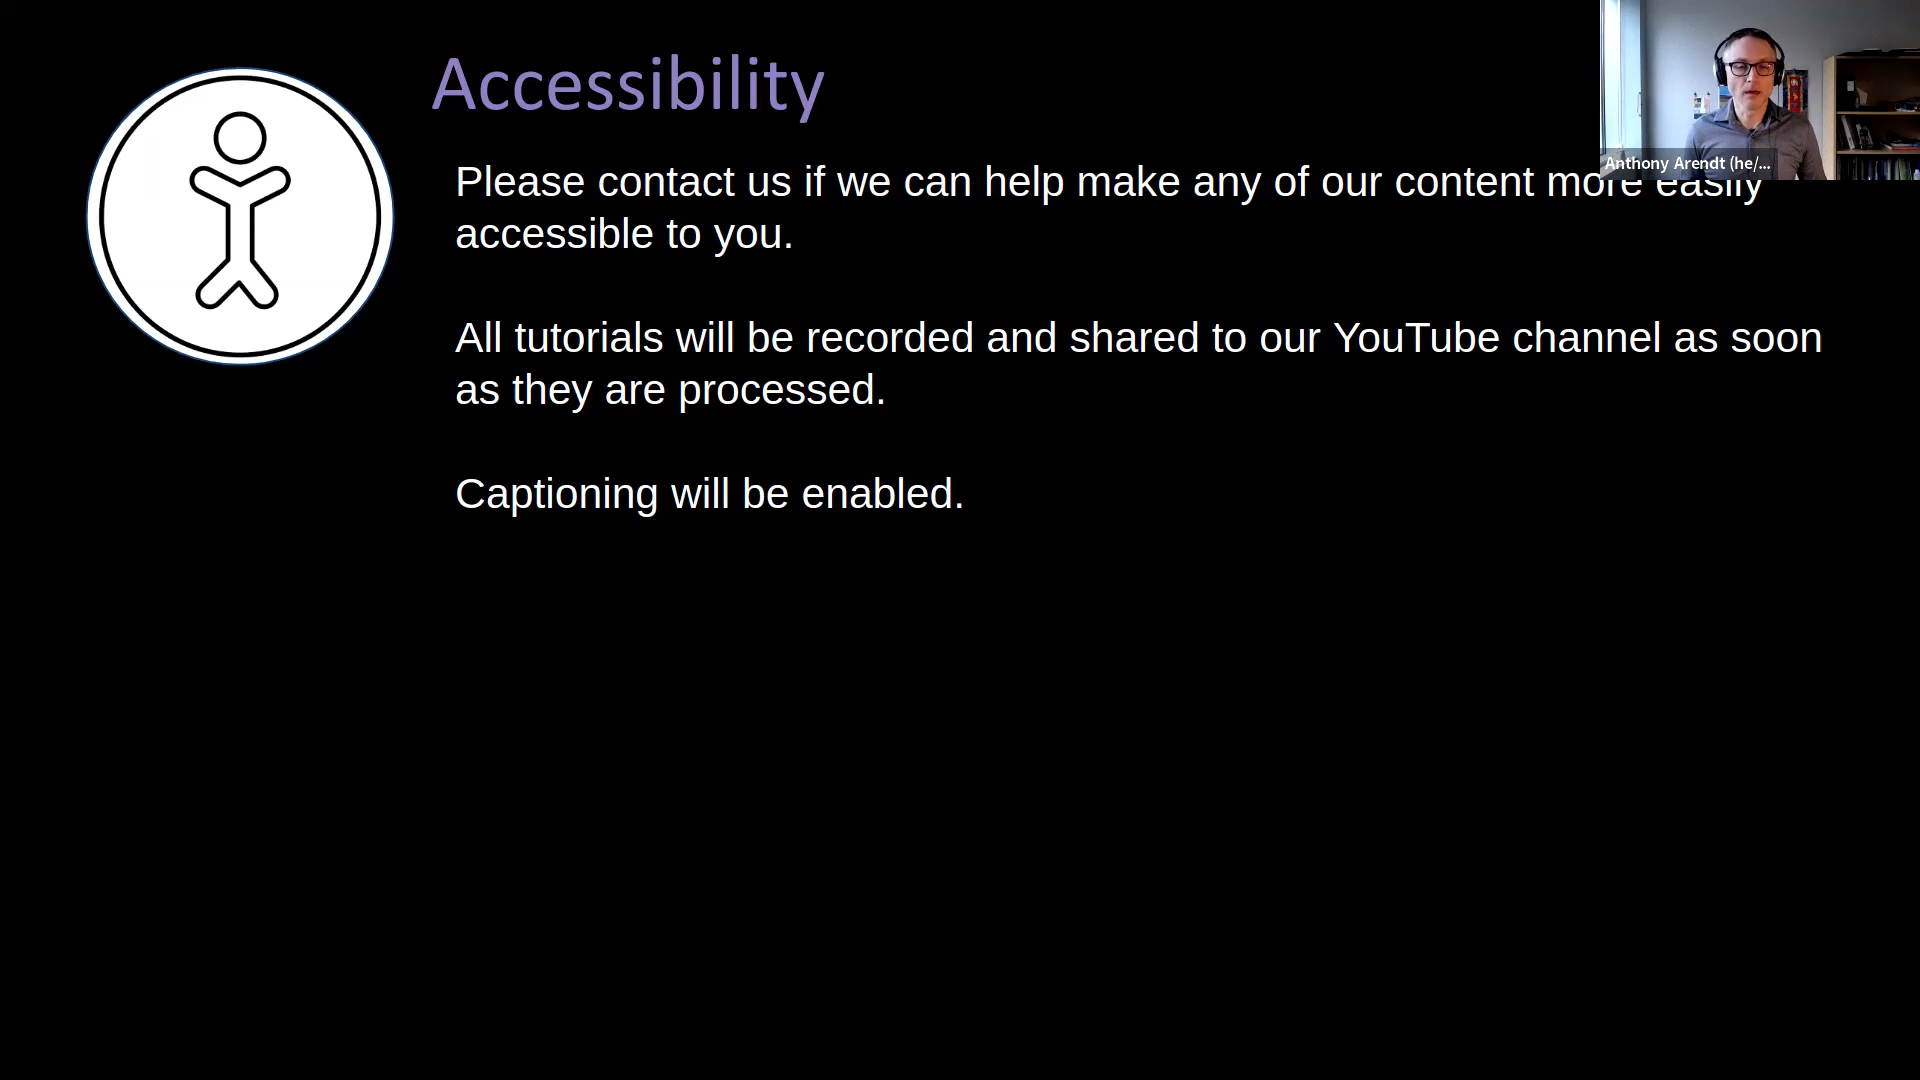 Accessibility
Anthony Arendt (he/...
Please contact us if we can help make any of our content more easily
accessible to you.
All tutorials will be recorded and shared to our YouTube channel as soon
as they are processed.
Captioning will be enabled.